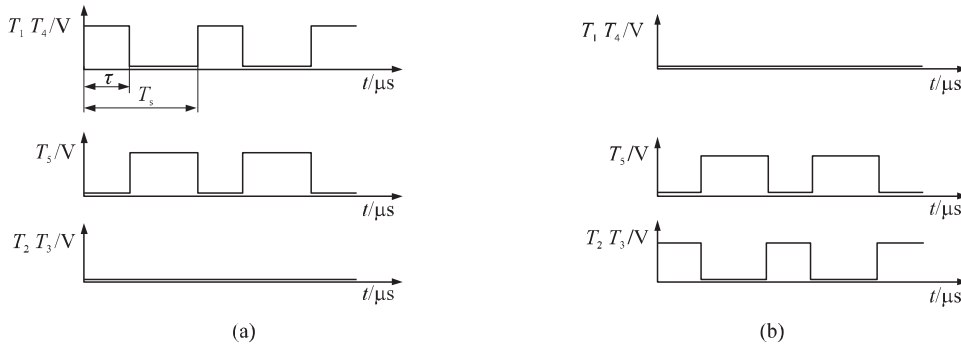 T₁ T₄/V
τ
Tₛ
t/μs
T₅/V
t/μs
T₂ T₃/V
t/μs
(a)
T₁ T₄/V
t/μs
T₅/V
t/μs
T₂ T₃/V
t/μs
(b)